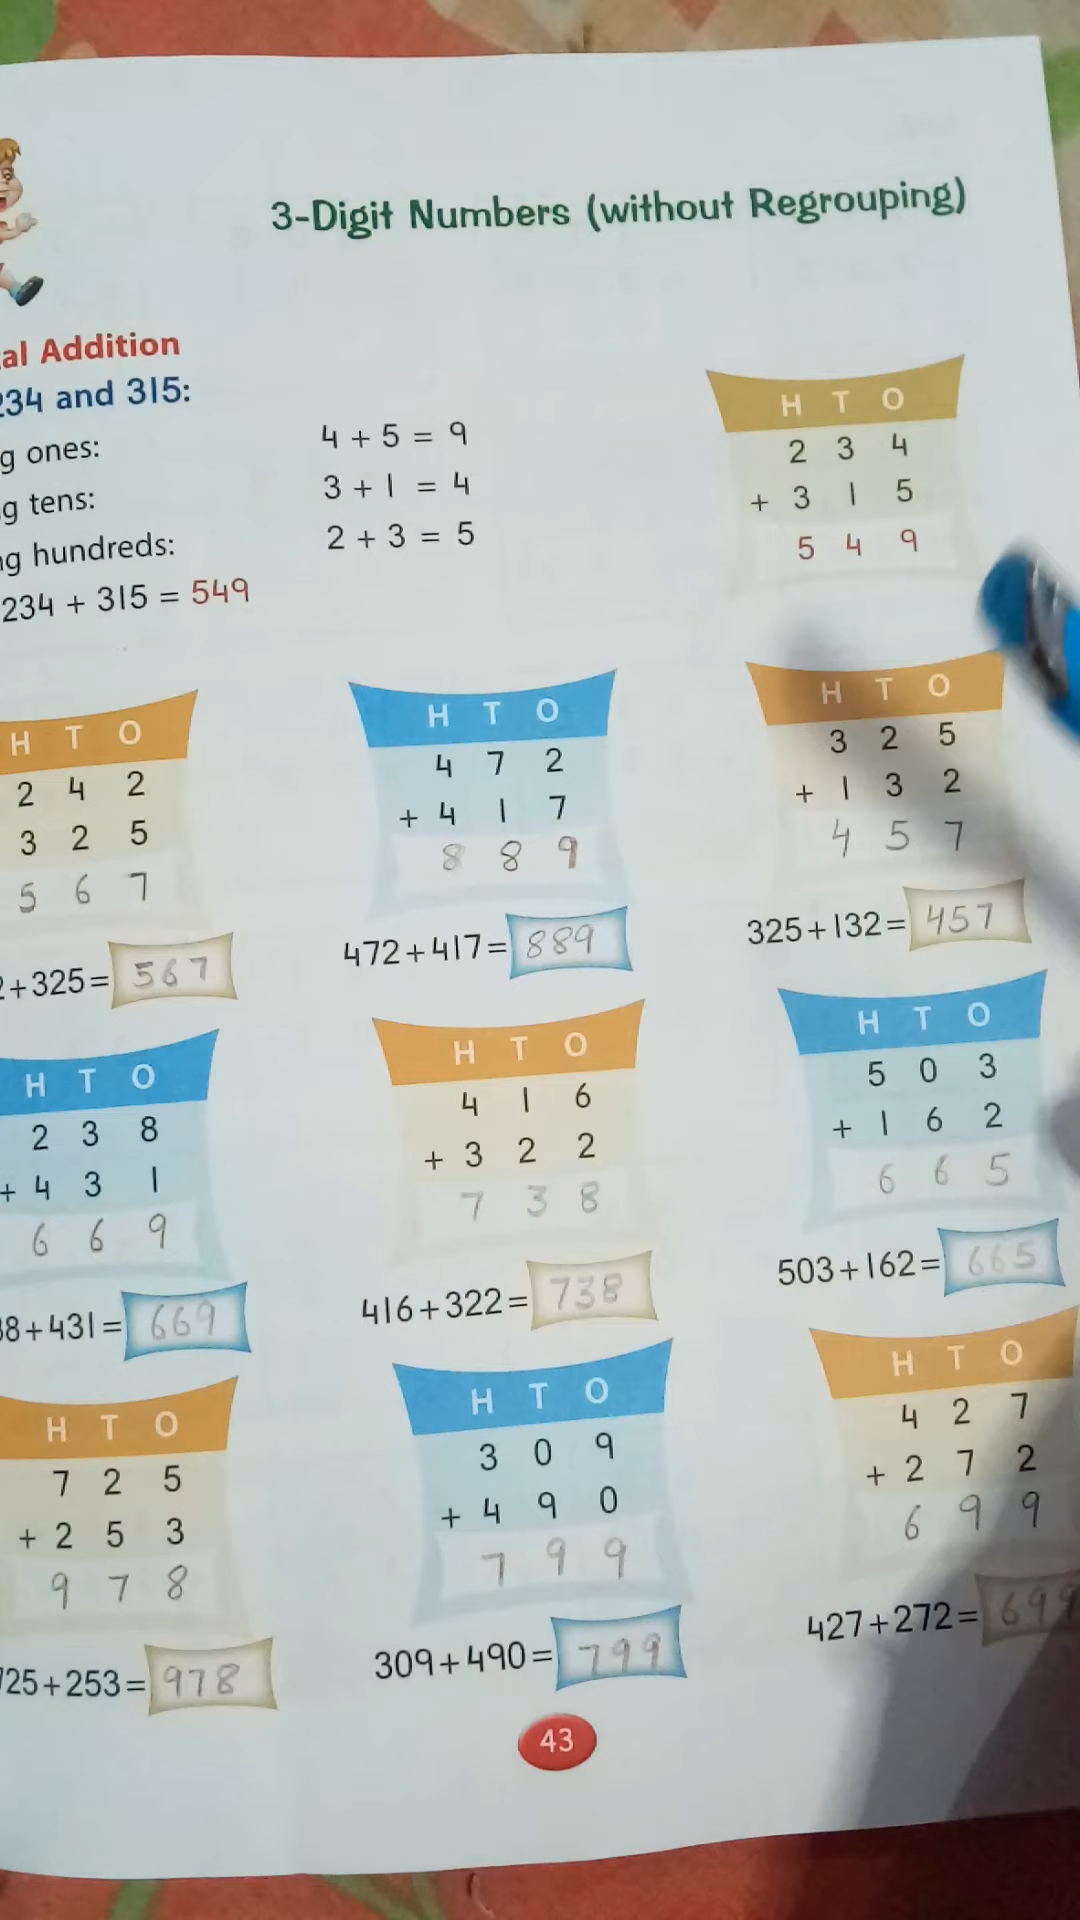 3-Digit Numbers (without Regrouping)
al Addition
234 and 315:
g ones:
4 + 5 = 9
g tens:
3 + 1 = 4
ng hundreds:
2 + 3 = 5
234 + 315 = 549
H T O
2 3 4
+ 3 1 5
5 4 9
H T O
2 4 2
3 2 5
5 6 7
2+325= 567
H T O
4 7 2
+ 4 1 7
8 8 9
472+417= 889
H T O
3 2 5
+ 1 3 2
4 5 7
325+132= 457
H T O
2 3 8
+ 4 3 1
6 6 9
38+431= 669
H T O
4 1 6
+ 3 2 2
7 3 8
416+322= 738
H T O
5 0 3
+ 1 6 2
6 6 5
503+162= 665
H T O
7 2 5
+ 2 5 3
9 7 8
725+253= 978
H T O
3 0 9
+ 4 9 0
7 9 9
309+490= 799
H T O
4 2 7
+ 2 7 2
6 9 9
427+272= 699
43